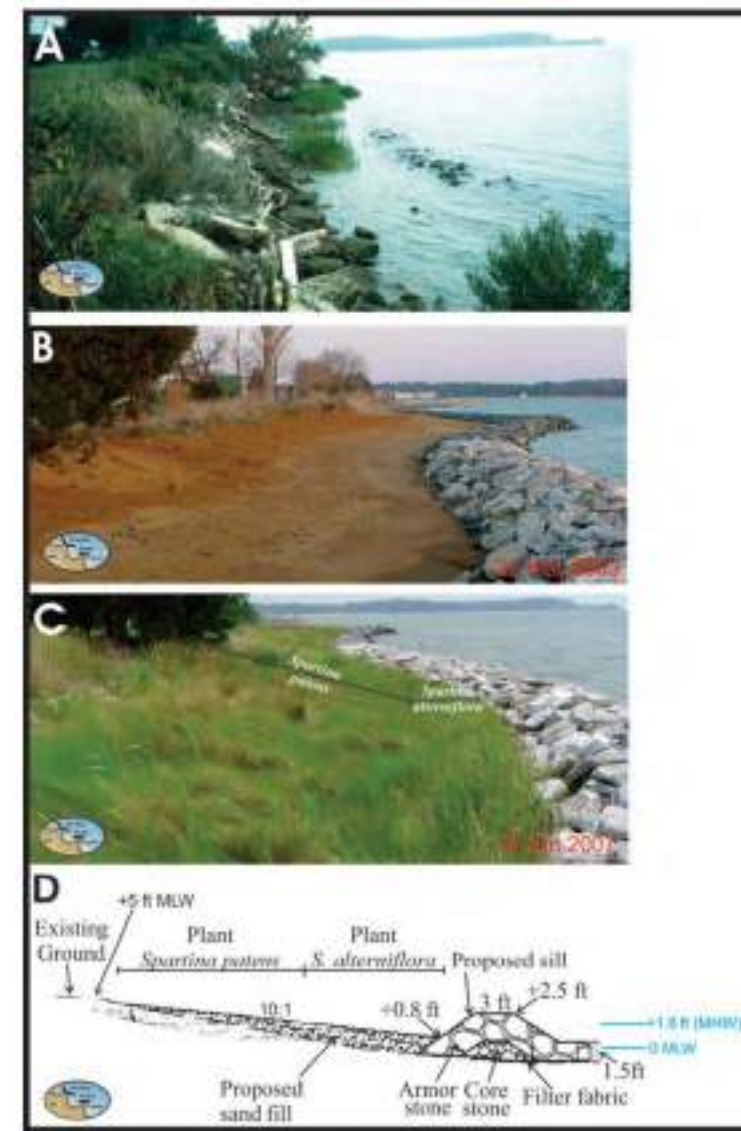 A
B
C
Spartina
patens
Spartina
alterniflora
2007
D
+5 ft MLW
Existing
Ground
Plant
Spartina patens
Plant
S. alterniflora
Proposed sill
3 ft
+2.5 ft
10:1
+0.8 ft
+1.6 ft (MHW)
0 MLW
1.5ft
Proposed
sand fill
Armor
stone
Core
stone
Filter fabric